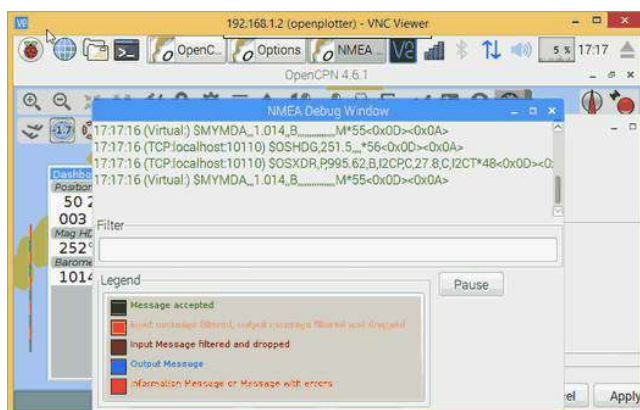 192.168.1.2 (openplotter) - VNC Viewer
OpenC... Options NMEA ... 5 % 17:17
OpenCPN 4.6.1
NMEA Debug Window
17:17:16 (Virtual:) $MYMDA,,,1.014,,B,,,,,,,,,,,,,,M*55<0x0D><0x0A>
17:17:16 (TCP:localhost:10110) $OSHDG,251.5,,,,*56<0x0D><0x0A>
17:17:16 (TCP:localhost:10110) $OSXDR,P,995.62,B,I2CP,C,27.8,C,I2CT*48<0x0D><0
17:17:16 (Virtual:) $MYMDA,,,1.014,,B,,,,,,,,,,,,,,M*55<0x0D><0x0A>
-1.7
Dashbo
Position
50 2
003
Mag HD
252°
Barome
1014
Filter
Legend
Pause
Message accepted
Input message filtered, output message filtered and dropped
Input Message filtered and dropped
Output Message
Information Message or Message with errors
el Apply